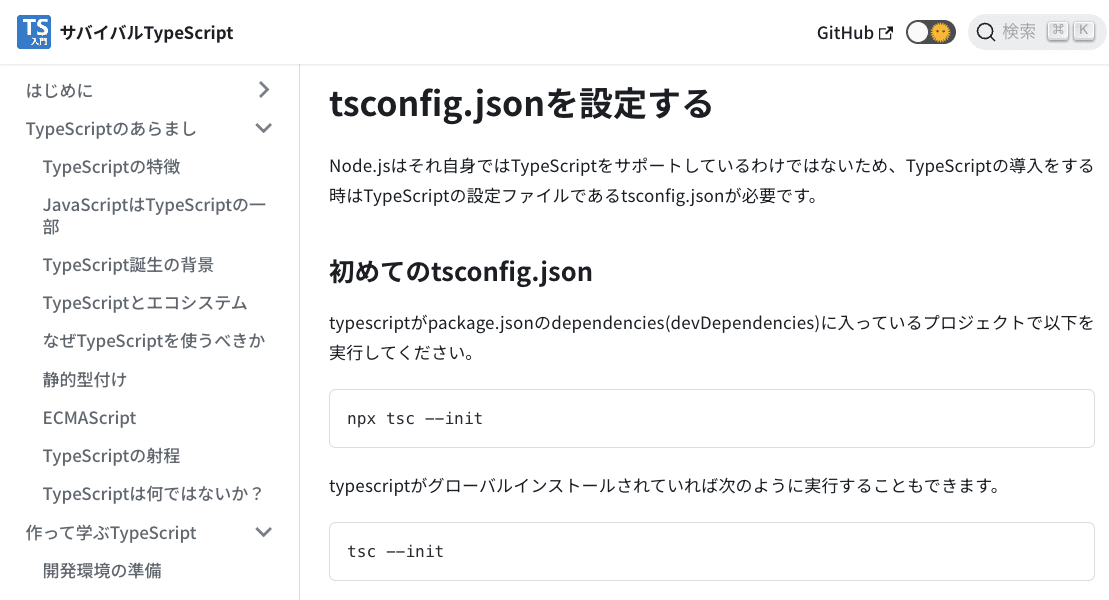 TS
入門
サバイバルTypeScript
GitHub
検索
⌘
K
はじめに
TypeScriptのあらまし
TypeScriptの特徴
JavaScriptはTypeScriptの一
部
TypeScript誕生の背景
TypeScriptとエコシステム
なぜTypeScriptを使うべきか
静的型付け
ECMAScript
TypeScriptの射程
TypeScriptは何ではないか？
作って学ぶTypeScript
開発環境の準備
tsconfig.jsonを設定する
Node.jsはそれ自身ではTypeScriptをサポートしているわけではないため、TypeScriptの導入をする
時はTypeScriptの設定ファイルであるtsconfig.jsonが必要です。
初めてのtsconfig.json
typescriptがpackage.jsonのdependencies(devDependencies)に入っているプロジェクトで以下を
実行してください。
npx tsc --init
typescriptがグローバルインストールされていれば次のように実行することもできます。
tsc --init